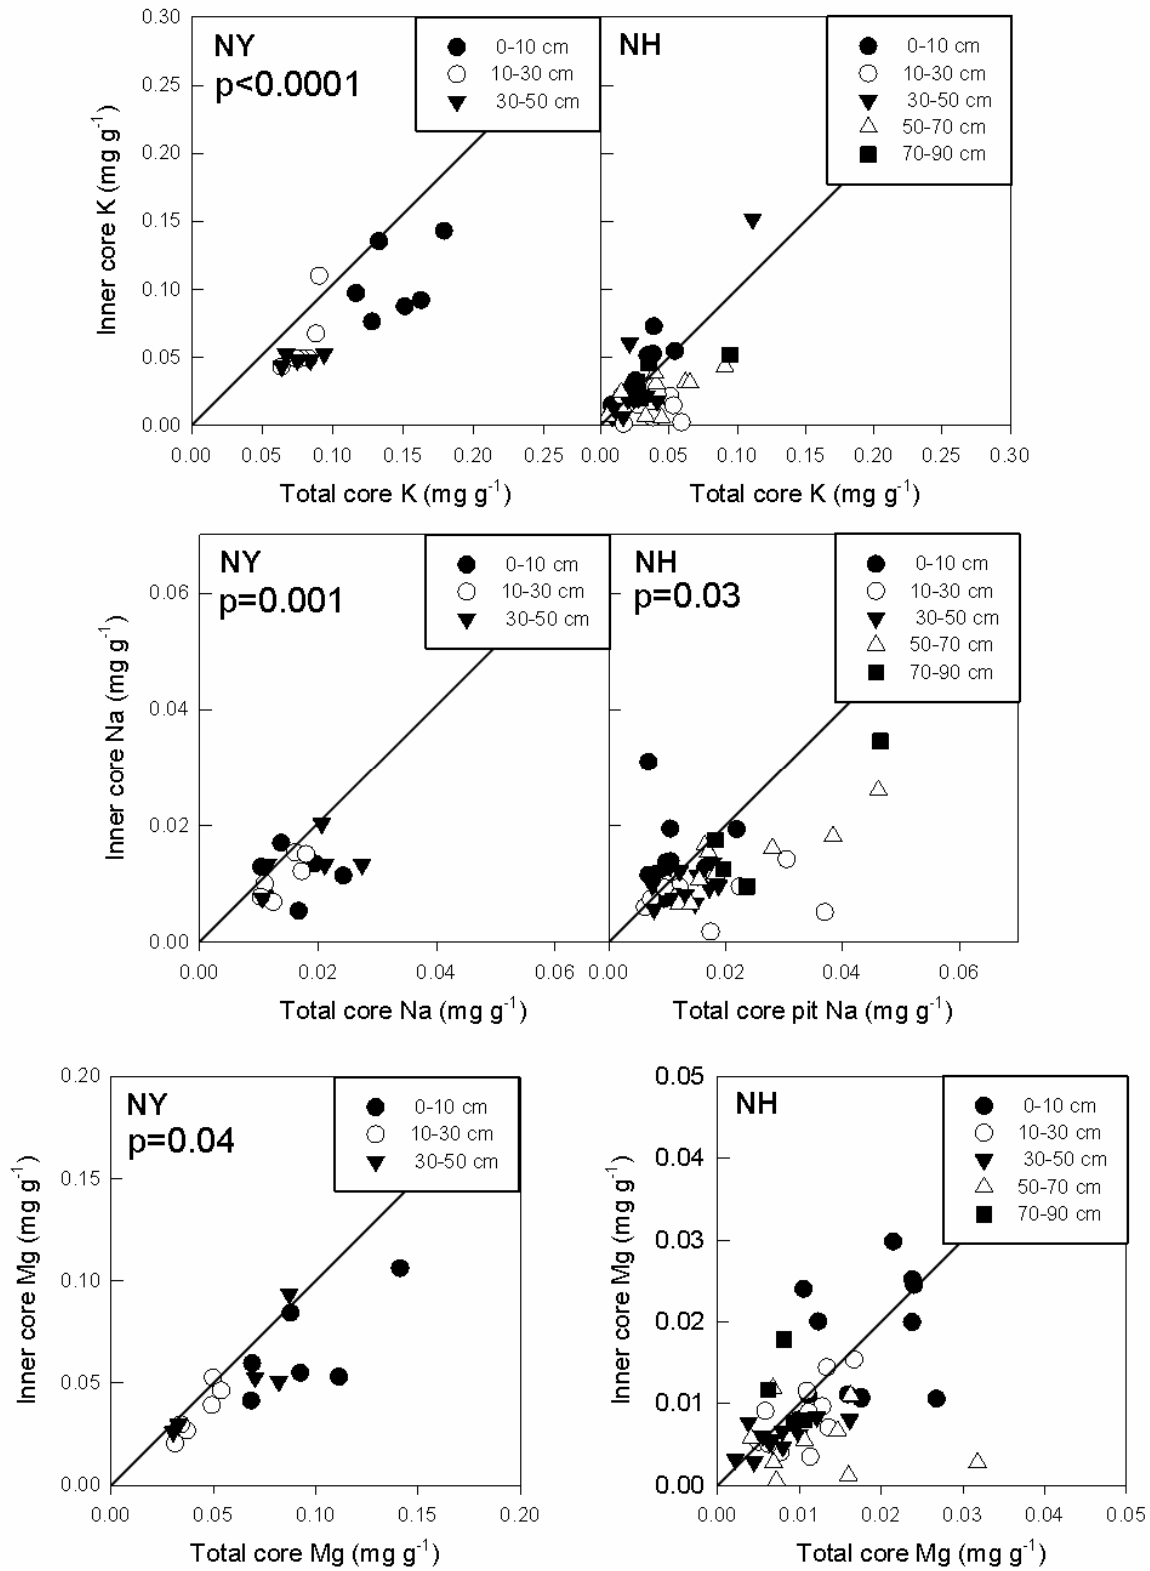 NY
p<0.0001
0-10 cm
10-30 cm
30-50 cm
NH
0-10 cm
10-30 cm
30-50 cm
50-70 cm
70-90 cm
0.30
0.25
0.20
0.15
0.10
0.05
0.00
Inner core K (mg g-1)
0.00 0.05 0.10 0.15 0.20 0.25 0.00 0.05 0.10 0.15 0.20 0.25 0.30
Total core K (mg g-1) Total core K (mg g-1)
NY
p=0.001
0-10 cm
10-30 cm
30-50 cm
NH
p=0.03
0-10 cm
10-30 cm
30-50 cm
50-70 cm
70-90 cm
0.06
0.04
0.02
0.00
Inner core Na (mg g-1)
0.00 0.02 0.04 0.06 0.00 0.02 0.04 0.06
Total core Na (mg g-1) Total core pit Na (mg g-1)
NY
p=0.04
0-10 cm
10-30 cm
30-50 cm
0.20
0.15
0.10
0.05
0.00
Inner core Mg (mg g-1)
0.00 0.05 0.10 0.15 0.20
Total core Mg (mg g-1)
NH
0-10 cm
10-30 cm
30-50 cm
50-70 cm
70-90 cm
0.05
0.04
0.03
0.02
0.01
0.00
Inner core Mg (mg g-1)
0.00 0.01 0.02 0.03 0.04 0.05
Total core Mg (mg g-1)